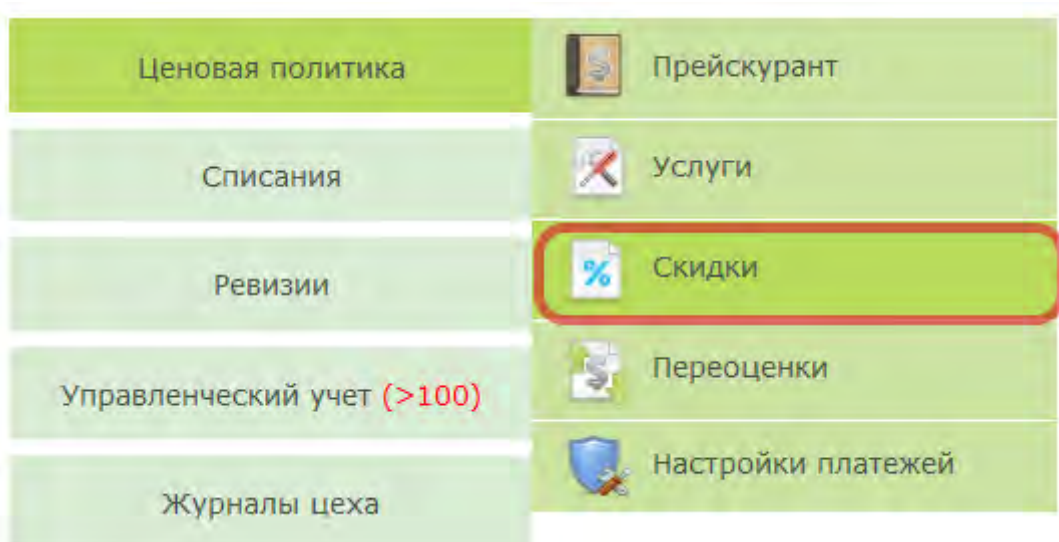 Ценовая политика
Списания
Ревизии
Управленческий учет (>100)
Журналы цеха
Прейскурант
Услуги
%
Скидки
Переоценки
Настройки платежей